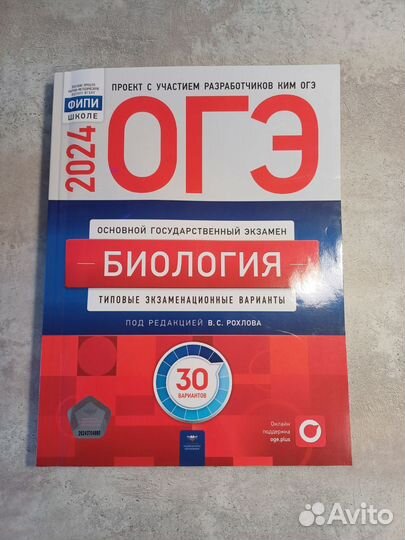 ПРОЕКТ С УЧАСТИЕМ РАЗРАБОТЧИКОВ КИМ ОГЭ
ФИПИ
ШКОЛЕ
2024
ОГЭ
ОСНОВНОЙ ГОСУДАРСТВЕННЫЙ ЭКЗАМЕН
БИОЛОГИЯ
ТИПОВЫЕ ЭКЗАМЕНАЦИОННЫЕ ВАРИАНТЫ
ПОД РЕДАКЦИЕЙ В.С. РОХЛОВА
30
ВАРИАНТОВ
Онлайн
поддержка
oge.plus
Avito